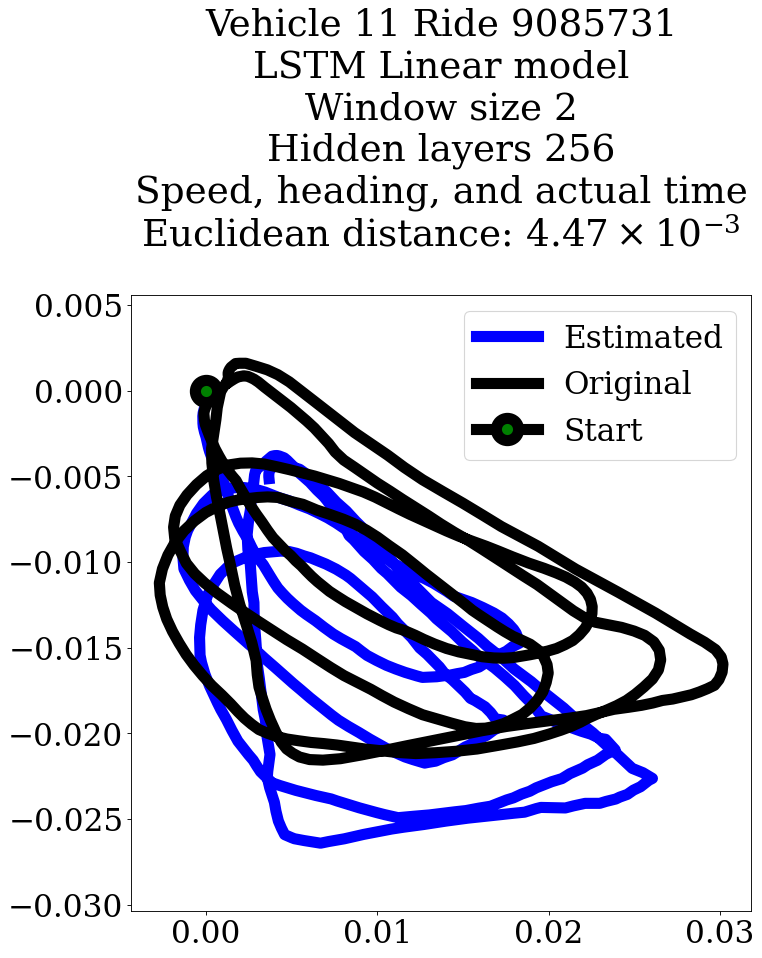 Vehicle 11 Ride 9085731
LSTM Linear model
Window size 2
Hidden layers 256
Speed, heading, and actual time
Euclidean distance: 4.47 × 10⁻³
Estimated
Original
Start
0.005
0.000
−0.005
−0.010
−0.015
−0.020
−0.025
−0.030
0.00 0.01 0.02 0.03